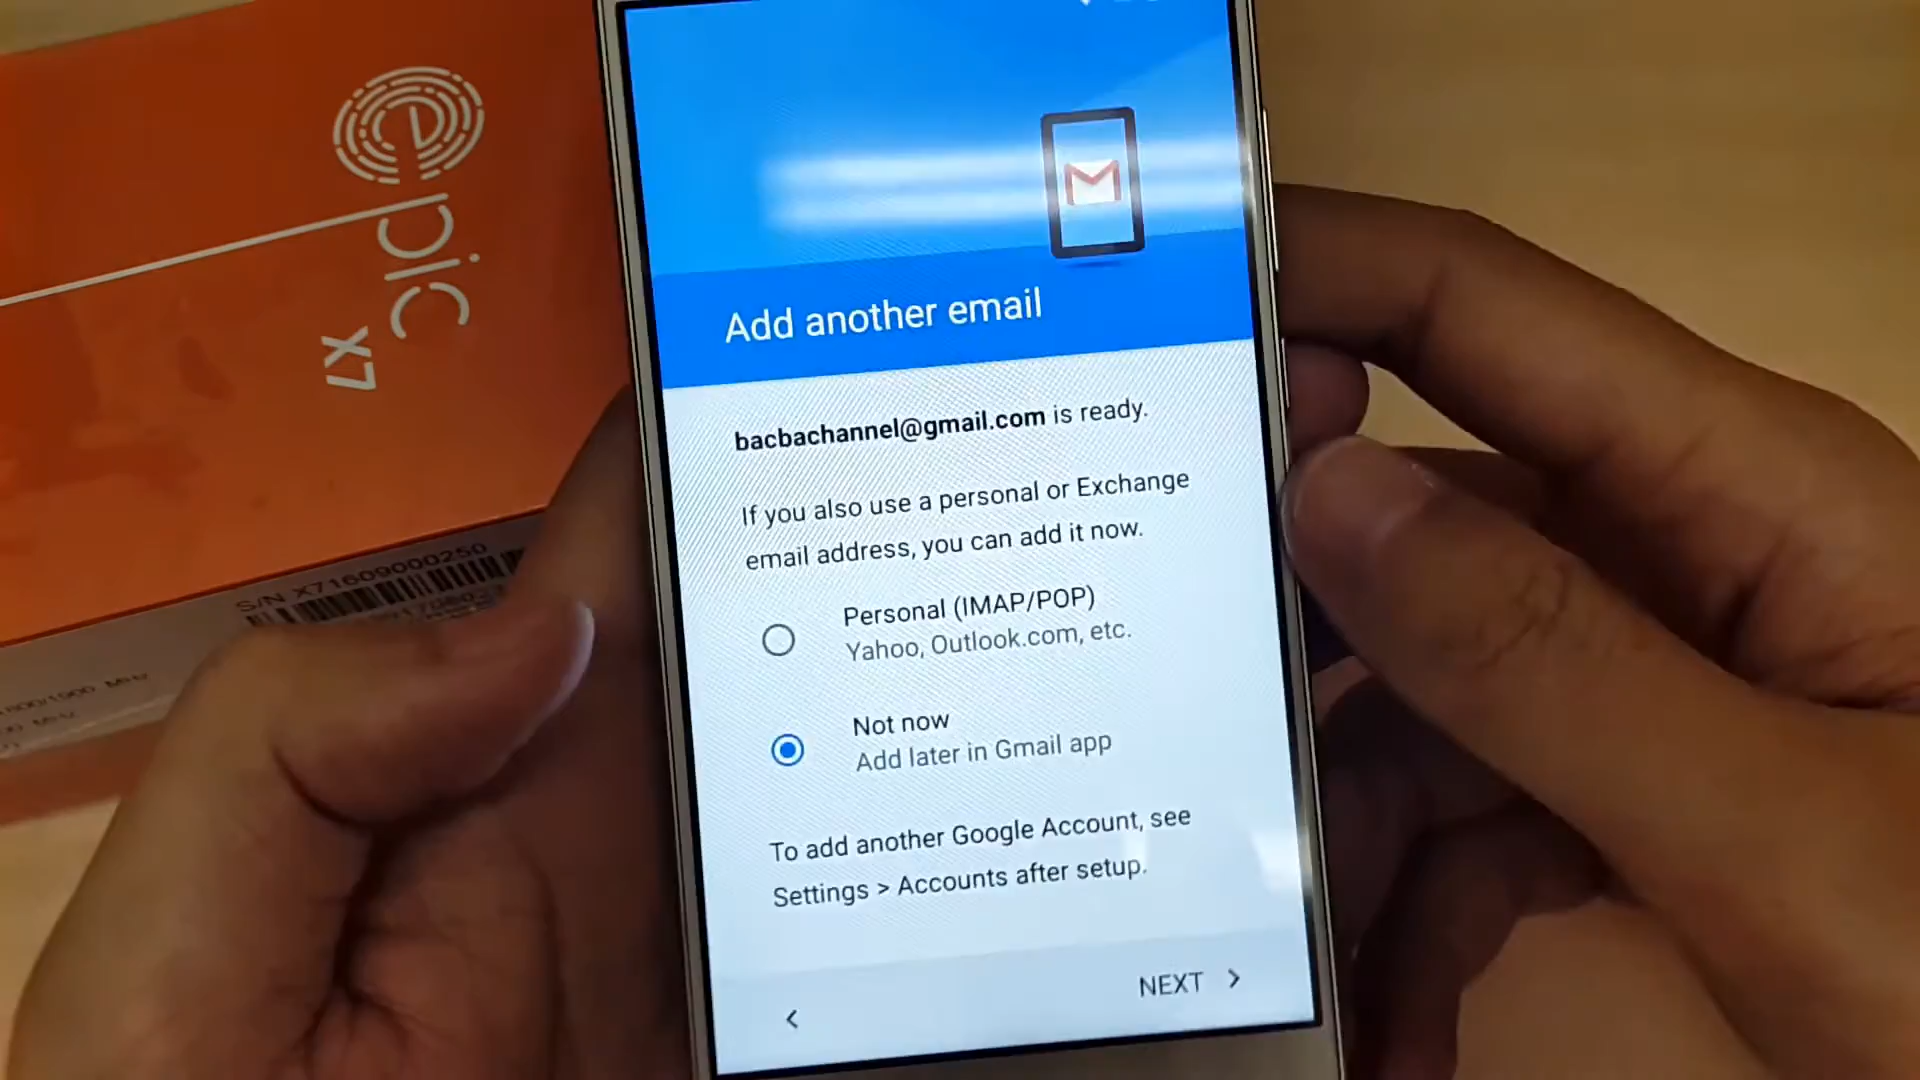 epic
X7
S/N X71609000250
Add another email
bacbachannel@gmail.com is ready.
If you also use a personal or Exchange
email address, you can add it now.
Personal (IMAP/POP)
Yahoo, Outlook.com, etc.
Not now
Add later in Gmail app
To add another Google Account, see
Settings > Accounts after setup.
NEXT >
<